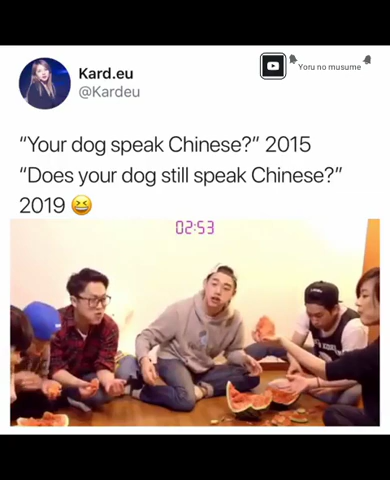 Yoru no musume
Kard.eu
@Kardeu
“Your dog speak Chinese?” 2015
“Does your dog still speak Chinese?”
2019 😆
02:53